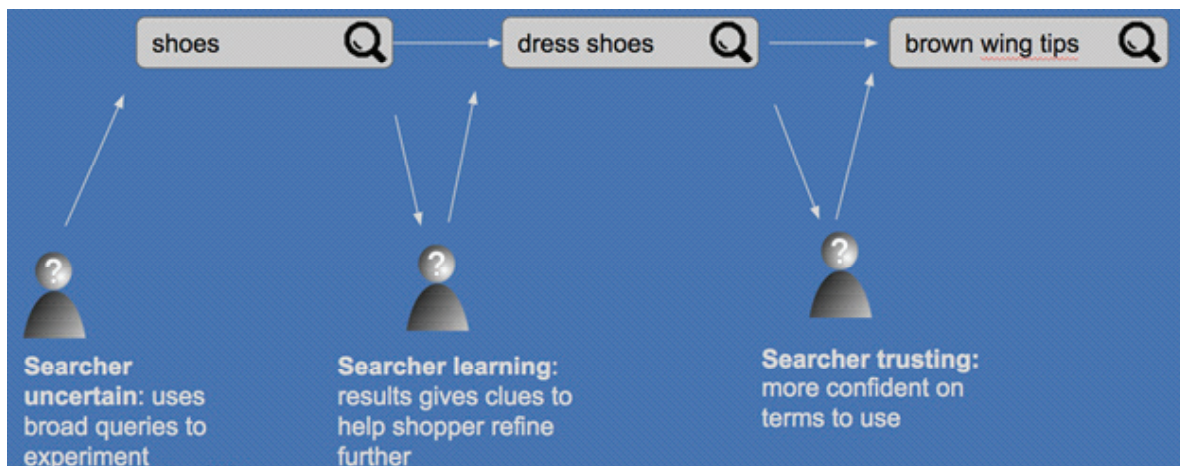 shoes
dress shoes
brown wing tips
?
?
?
Searcher
uncertain: uses
broad queries to
experiment
Searcher learning:
results gives clues to
help shopper refine
further
Searcher trusting:
more confident on
terms to use